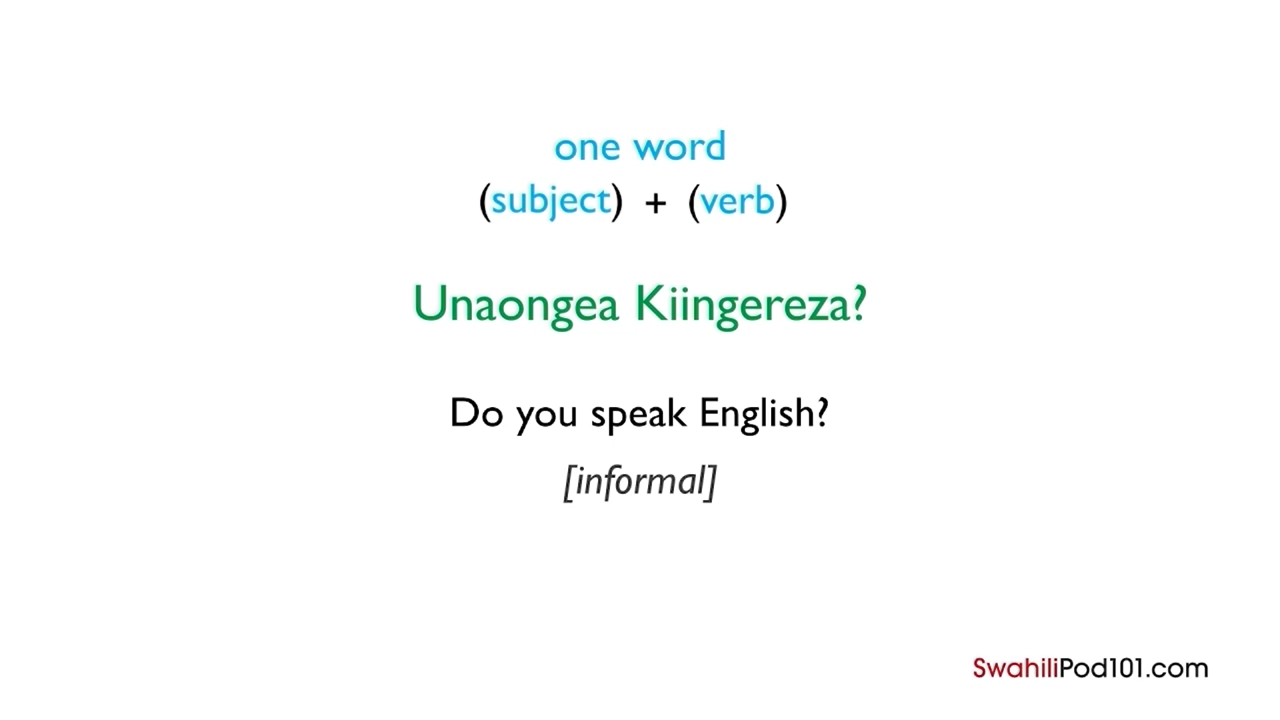 one word
(subject) + (verb)
Unaongea Kiingereza?
Do you speak English?
[informal]
SwahiliPod101.com